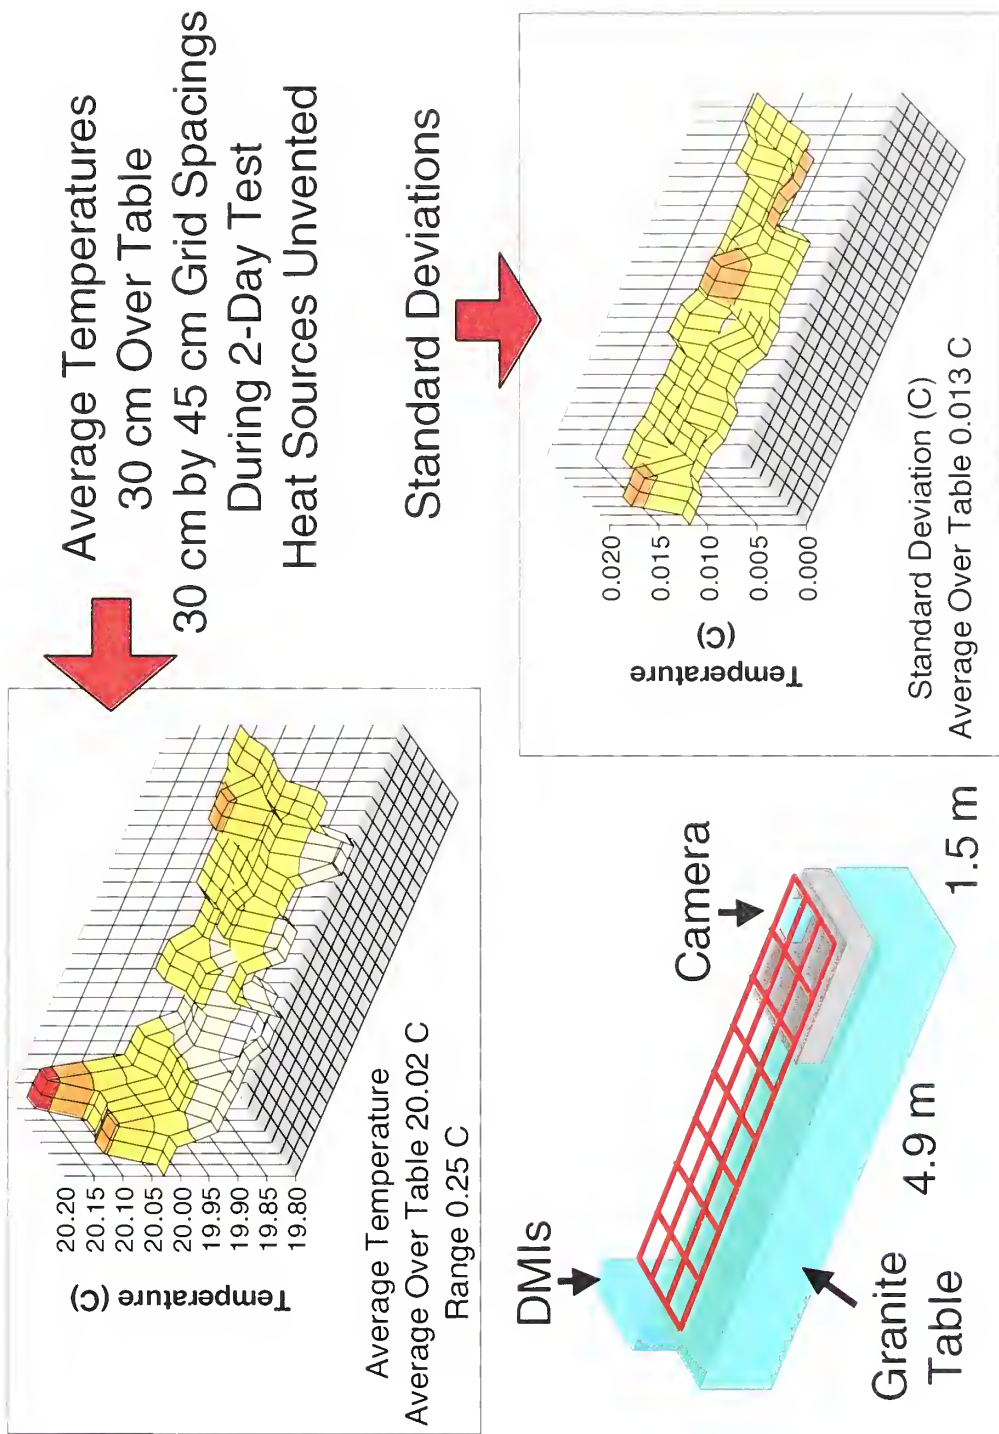 Average Temperatures
30 cm Over Table
30 cm by 45 cm Grid Spacings
During 2-Day Test
Heat Sources Unvented
Standard Deviations
Temperature (C)
20.20
20.15
20.10
20.05
20.00
19.95
19.90
19.85
19.80
Average Temperature
Average Over Table 20.02 C
Range 0.25 C
Temperature
(C)
0.020
0.015
0.010
0.005
0.000
Standard Deviation (C)
Average Over Table 0.013 C
DMIs
Camera
Granite
Table
4.9 m
1.5 m